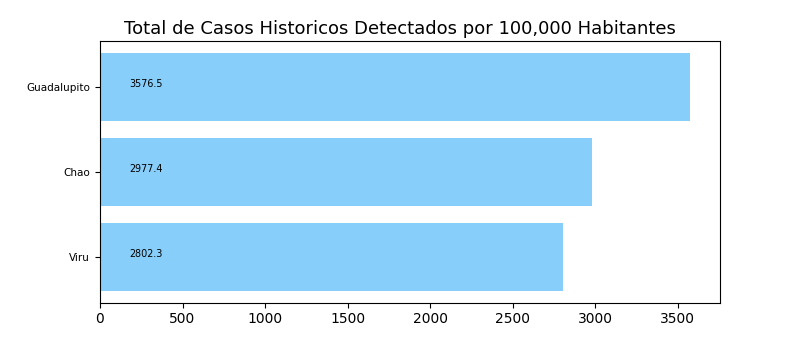 Total de Casos Historicos Detectados por 100,000 Habitantes
Guadalupito 3576.5
Chao 2977.4
Viru 2802.3
0 500 1000 1500 2000 2500 3000 3500